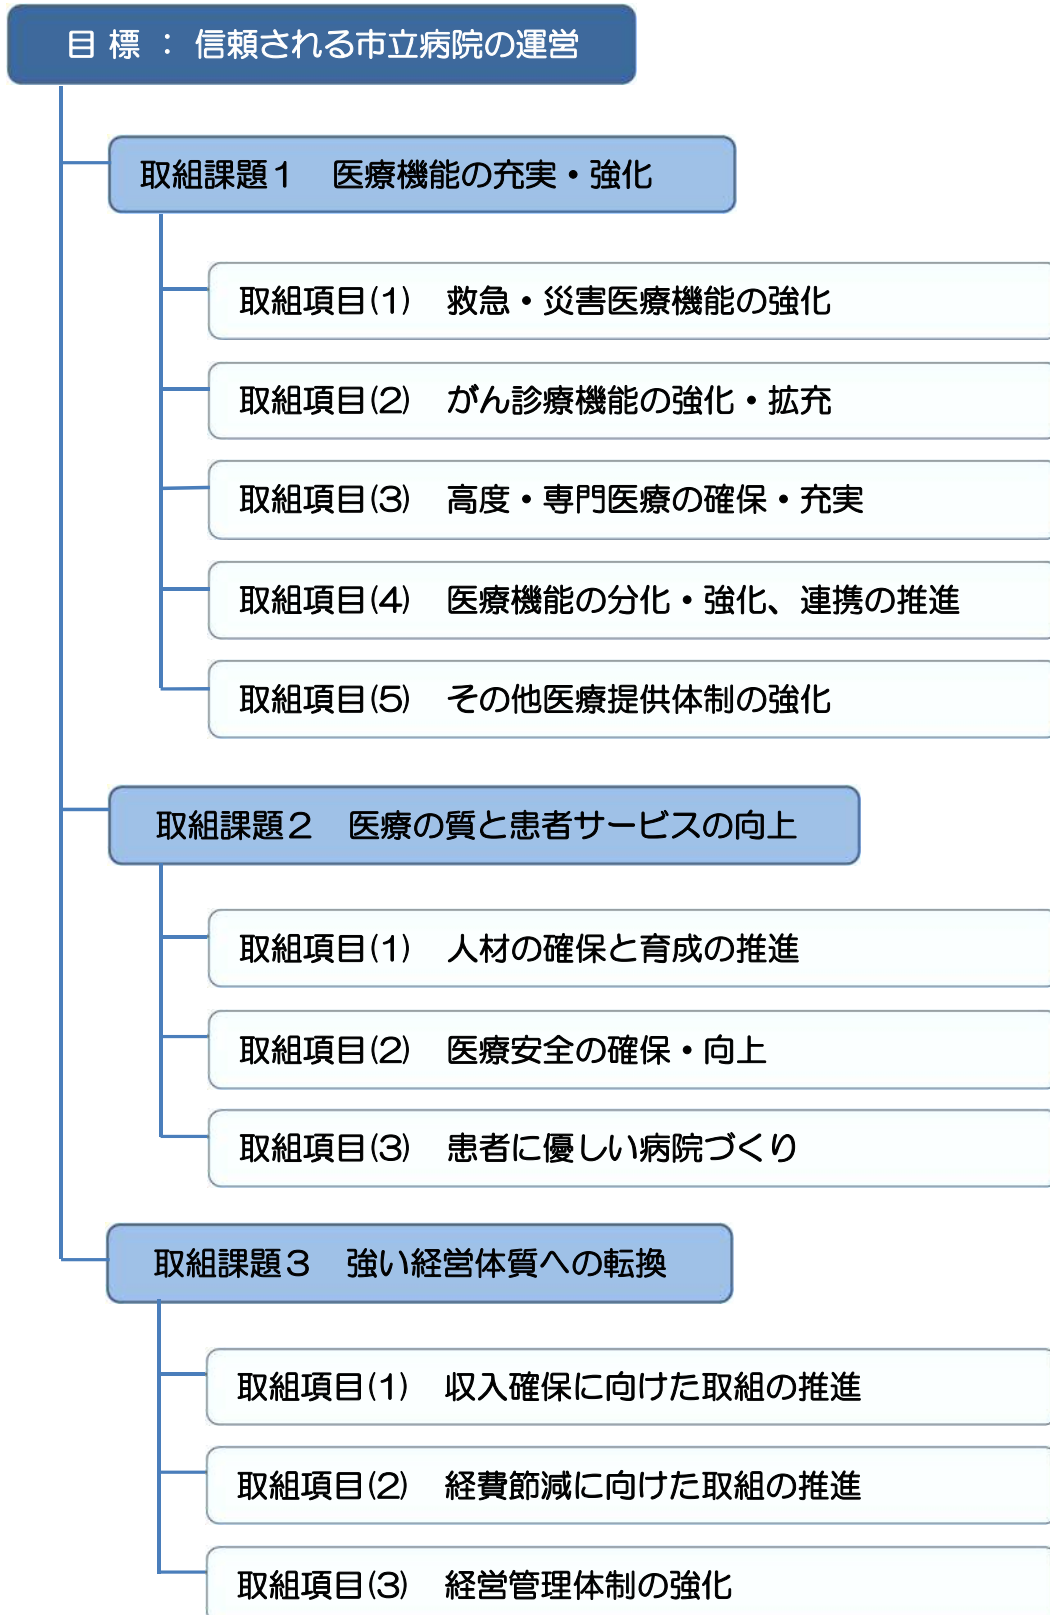 目 標 ： 信頼される市立病院の運営
取組課題１　医療機能の充実・強化
取組項目(1)　救急・災害医療機能の強化
取組項目(2)　がん診療機能の強化・拡充
取組項目(3)　高度・専門医療の確保・充実
取組項目(4)　医療機能の分化・強化、連携の推進
取組項目(5)　その他医療提供体制の強化
取組課題２　医療の質と患者サービスの向上
取組項目(1)　人材の確保と育成の推進
取組項目(2)　医療安全の確保・向上
取組項目(3)　患者に優しい病院づくり
取組課題３　強い経営体質への転換
取組項目(1)　収入確保に向けた取組の推進
取組項目(2)　経費節減に向けた取組の推進
取組項目(3)　経営管理体制の強化